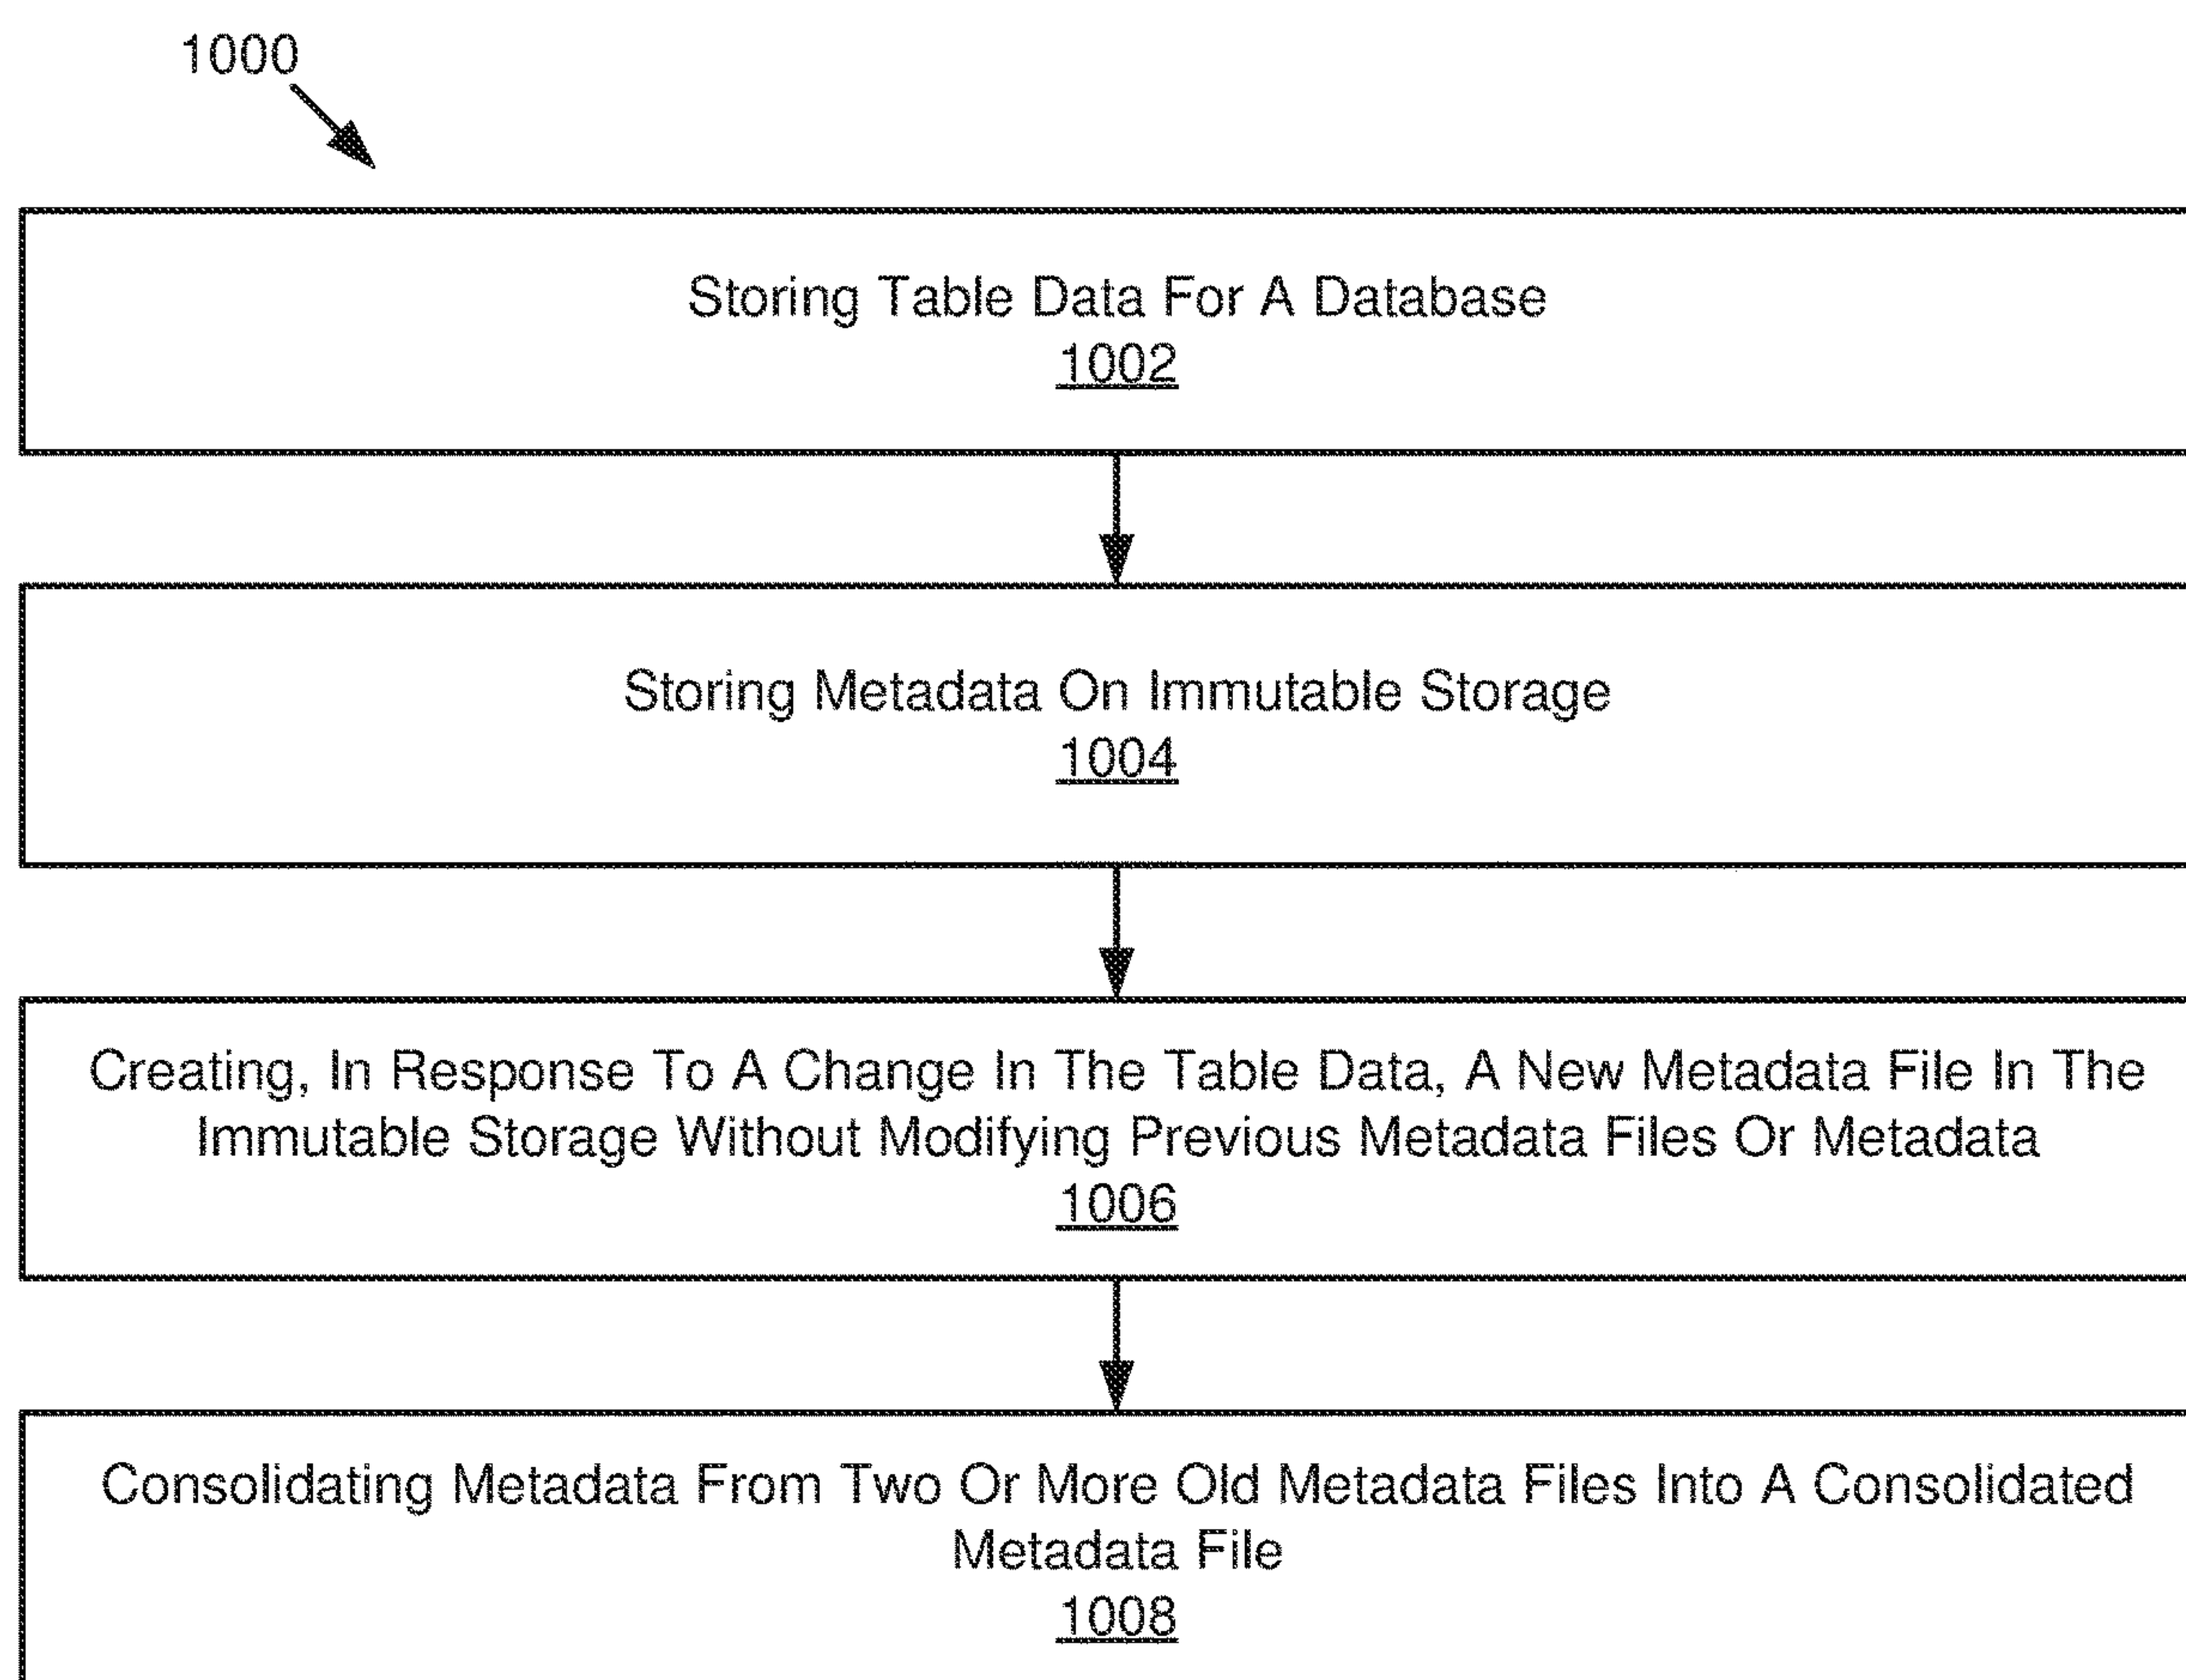 1000
Storing Table Data For A Database
1002
Storing Metadata On Immutable Storage
1004
Creating, In Response To A Change In The Table Data, A New Metadata File In The
Immutable Storage Without Modifying Previous Metadata Files Or Metadata
1006
Consolidating Metadata From Two Or More Old Metadata Files Into A Consolidated
Metadata File
1008